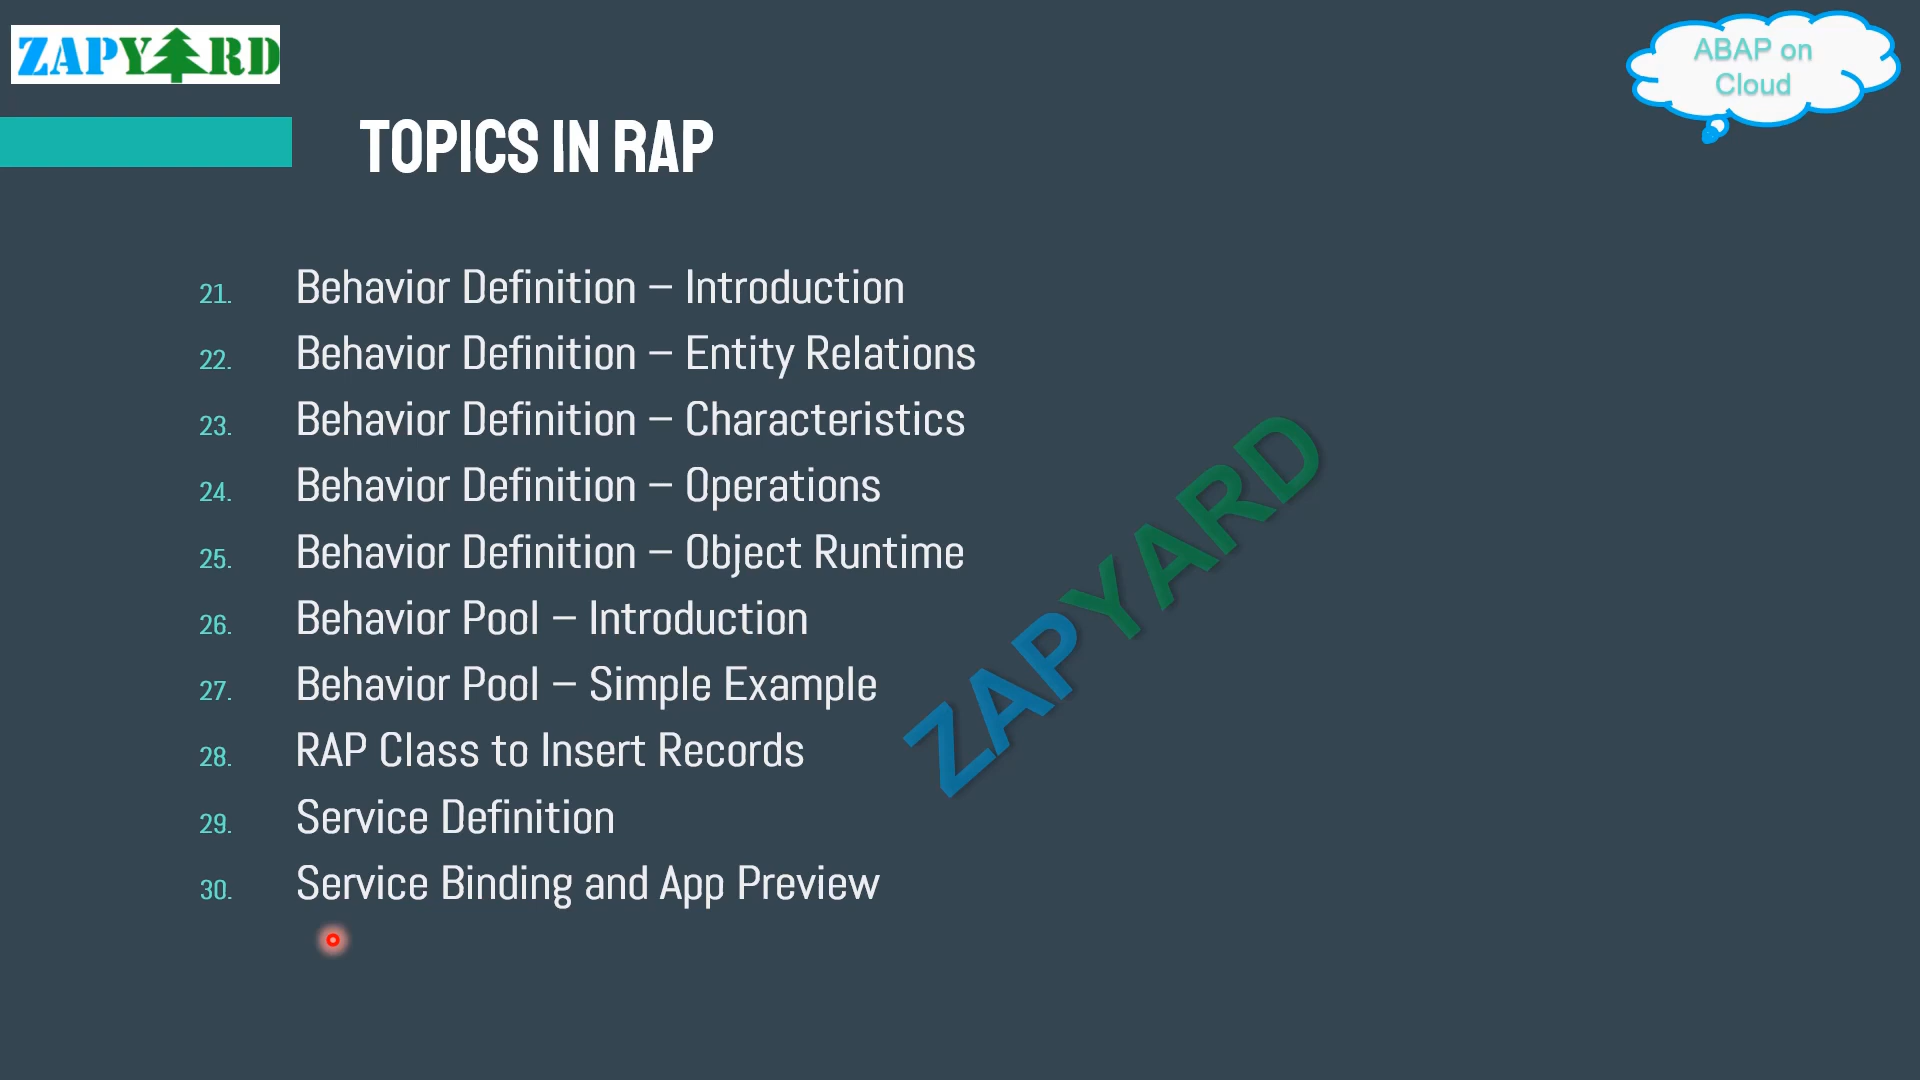 ZAPYARD
ABAP on
Cloud
TOPICS IN RAP
21. Behavior Definition – Introduction
22. Behavior Definition – Entity Relations
23. Behavior Definition – Characteristics
24. Behavior Definition – Operations
25. Behavior Definition – Object Runtime
26. Behavior Pool – Introduction
27. Behavior Pool – Simple Example
28. RAP Class to Insert Records
29. Service Definition
30. Service Binding and App Preview
ZAPYARD